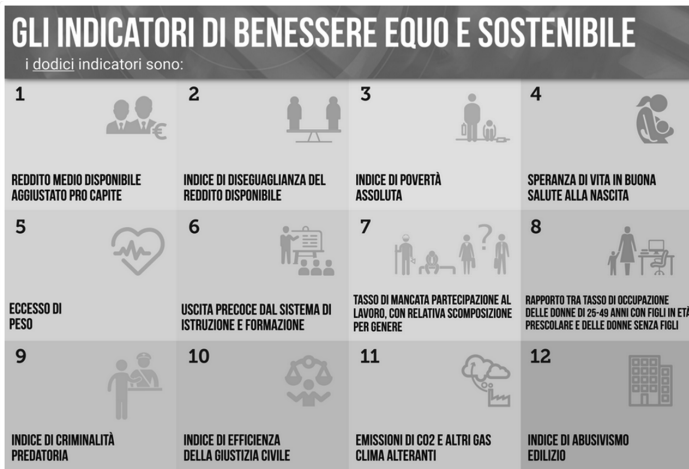 GLI INDICATORI DI BENESSERE EQUO E SOSTENIBILE
i dodici indicatori sono:
1
REDDITO MEDIO DISPONIBILE
AGGIUSTATO PRO CAPITE
2
INDICE DI DISEGUAGLIANZA DEL
REDDITO DISPONIBILE
3
INDICE DI POVERTÀ
ASSOLUTA
4
SPERANZA DI VITA IN BUONA
SALUTE ALLA NASCITA
5
ECCESSO DI
PESO
6
USCITA PRECOCE DAL SISTEMA DI
ISTRUZIONE E FORMAZIONE
7
?
TASSO DI MANCATA PARTECIPAZIONE AL
LAVORO, CON RELATIVA SCOMPOSIZIONE
PER GENERE
8
RAPPORTO TRA TASSO DI OCCUPAZIONE
DELLE DONNE DI 25-49 ANNI CON FIGLI IN ETÀ
PRESCOLARE E DELLE DONNE SENZA FIGLI
9
INDICE DI CRIMINALITÀ
PREDATORIA
10
INDICE DI EFFICIENZA
DELLA GIUSTIZIA CIVILE
11
EMISSIONI DI CO2 E ALTRI GAS
CLIMA ALTERANTI
12
INDICE DI ABUSIVISMO
EDILIZIO